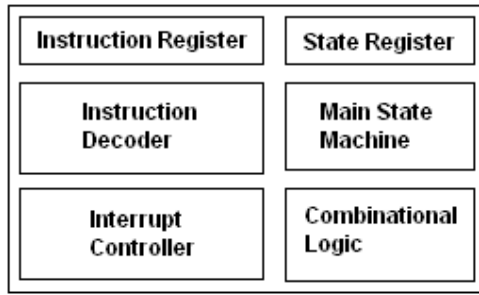 Instruction Register
State Register
Instruction
Decoder
Main State
Machine
Interrupt
Controller
Combinational
Logic